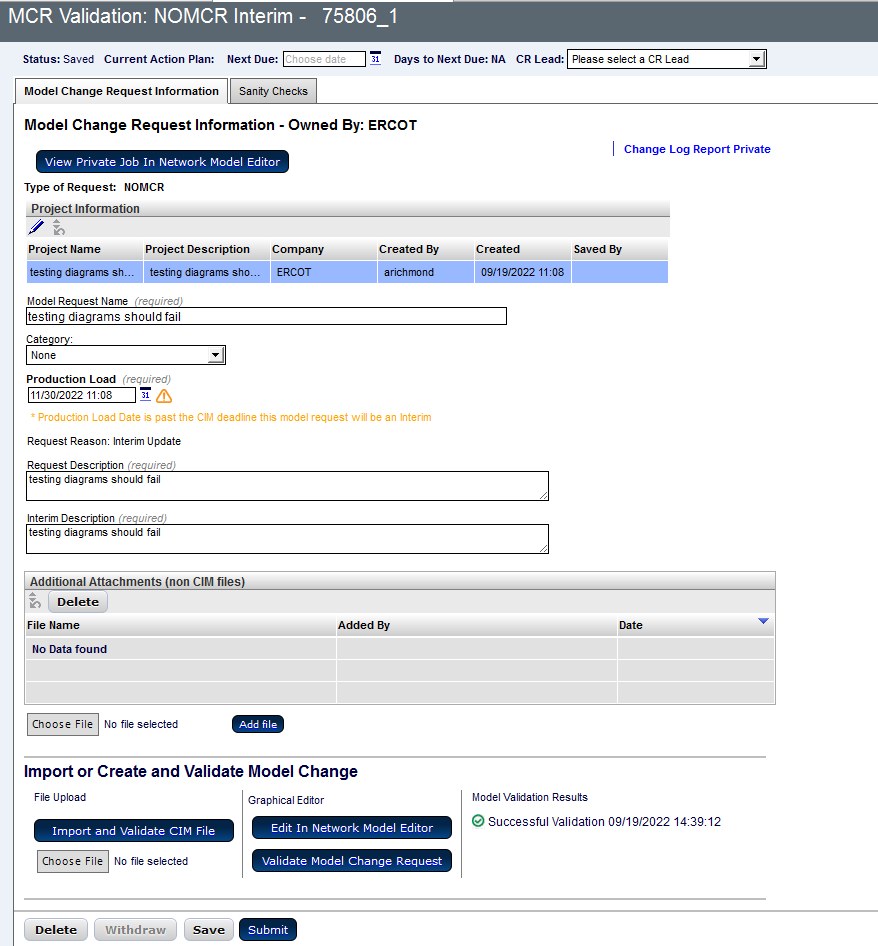 MCR Validation: NOMCR Interim - 75806_1
Status: Saved Current Action Plan: Next Due: Choose date 31 Days to Next Due: NA CR Lead: Please select a CR Lead
Model Change Request Information Sanity Checks
Model Change Request Information - Owned By: ERCOT
View Private Job In Network Model Editor Change Log Report Private
Type of Request: NOMCR
Project Information
Project Name Project Description Company Created By Created Saved By
testing diagrams sh... testing diagrams sho... ERCOT arichmond 09/19/2022 11:08
Model Request Name (required)
testing diagrams should fail
Category:
None
Production Load (required)
11/30/2022 11:08 31
* Production Load Date is past the CIM deadline this model request will be an Interim
Request Reason: Interim Update
Request Description (required)
testing diagrams should fail
Interim Description (required)
testing diagrams should fail
Additional Attachments (non CIM files)
Delete
File Name Added By Date
No Data found
Choose File No file selected Add file
Import or Create and Validate Model Change
File Upload Graphical Editor Model Validation Results
Import and Validate CIM File Edit In Network Model Editor Successful Validation 09/19/2022 14:39:12
Choose File No file selected Validate Model Change Request
Delete Withdraw Save Submit